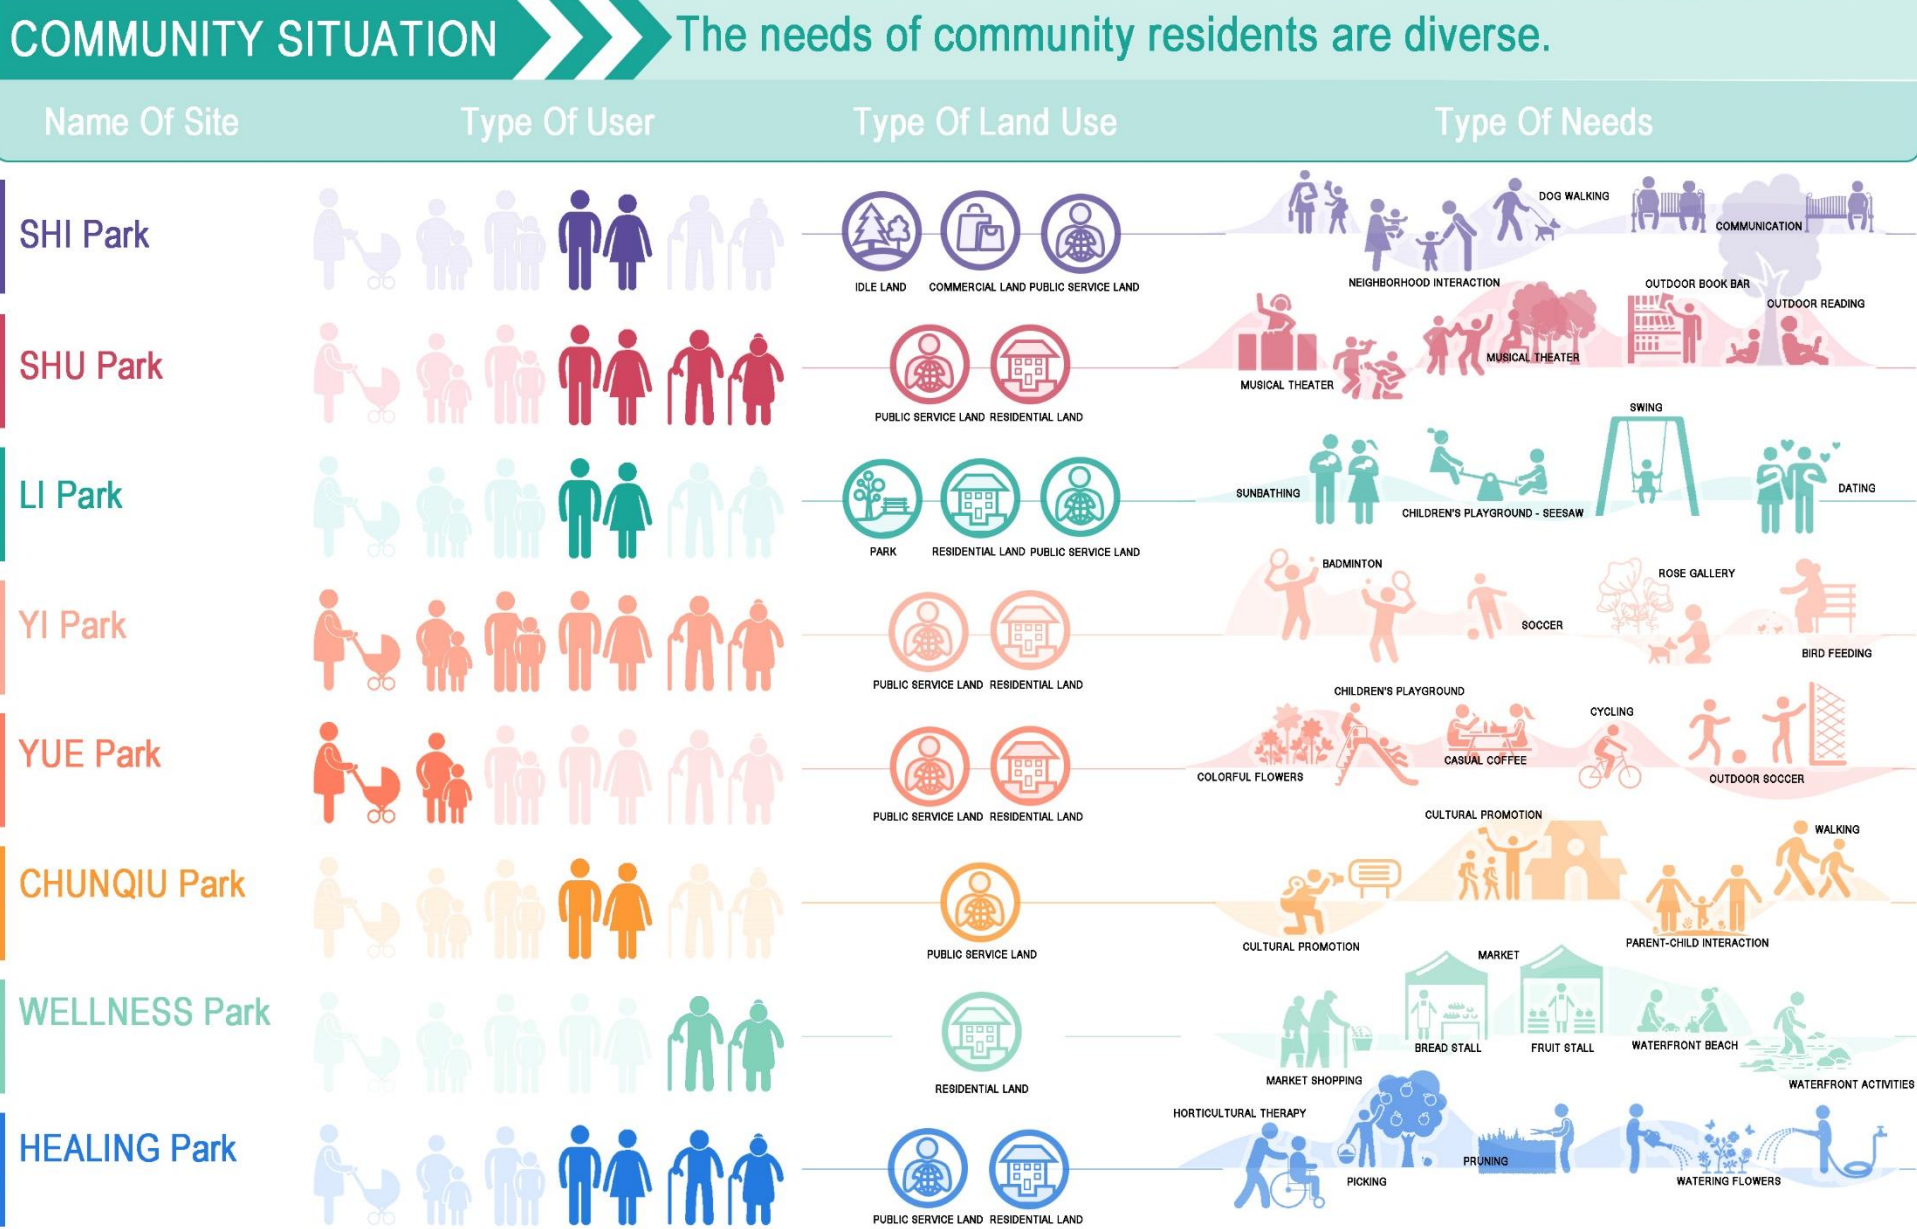 COMMUNITY SITUATION
The needs of community residents are diverse.
Name Of Site
Type Of User
Type Of Land Use
Type Of Needs
SHI Park
IDLE LAND
COMMERCIAL LAND
PUBLIC SERVICE LAND
NEIGHBORHOOD INTERACTION
DOG WALKING
COMMUNICATION
SHU Park
PUBLIC SERVICE LAND
RESIDENTIAL LAND
MUSICAL THEATER
MUSICAL THEATER
OUTDOOR BOOK BAR
OUTDOOR READING
LI Park
PARK
RESIDENTIAL LAND
PUBLIC SERVICE LAND
SUNBATHING
CHILDREN'S PLAYGROUND - SEESAW
SWING
DATING
YI Park
PUBLIC SERVICE LAND
RESIDENTIAL LAND
BADMINTON
SOCCER
ROSE GALLERY
BIRD FEEDING
YUE Park
PUBLIC SERVICE LAND
RESIDENTIAL LAND
COLORFUL FLOWERS
CHILDREN'S PLAYGROUND
CASUAL COFFEE
CYCLING
OUTDOOR SOCCER
CHUNQIU Park
PUBLIC SERVICE LAND
CULTURAL PROMOTION
CULTURAL PROMOTION
PARENT-CHILD INTERACTION
WALKING
WELLNESS Park
RESIDENTIAL LAND
MARKET SHOPPING
MARKET
BREAD STALL
FRUIT STALL
WATERFRONT BEACH
WATERFRONT ACTIVITIES
HEALING Park
PUBLIC SERVICE LAND
RESIDENTIAL LAND
HORTICULTURAL THERAPY
PICKING
PRUNING
WATERING FLOWERS